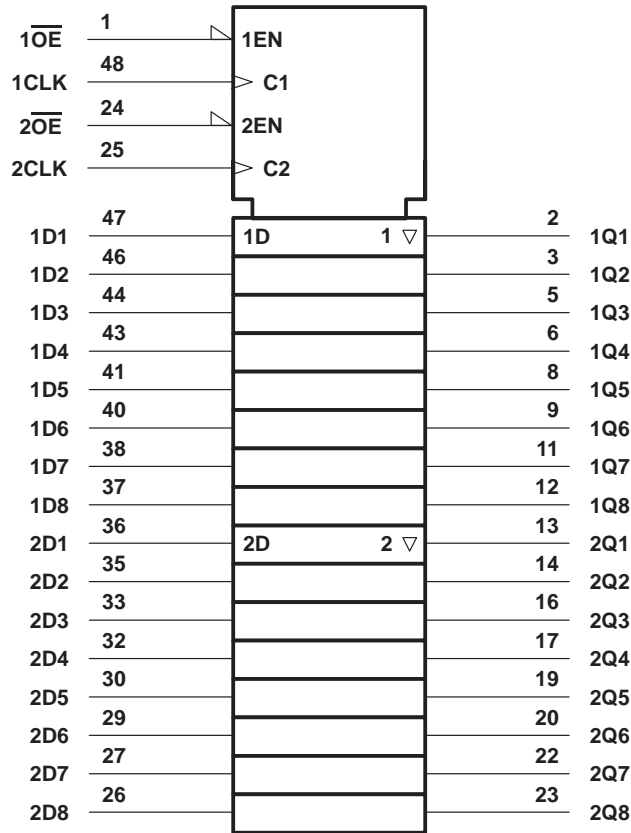 1O̅E̅ 1 1EN
1CLK 48 C1
2O̅E̅ 24 2EN
2CLK 25 C2
1D1 47 1D 1 ▽ 2 1Q1
1D2 46 3 1Q2
1D3 44 5 1Q3
1D4 43 6 1Q4
1D5 41 8 1Q5
1D6 40 9 1Q6
1D7 38 11 1Q7
1D8 37 12 1Q8
2D1 36 2D 2 ▽ 13 2Q1
2D2 35 14 2Q2
2D3 33 16 2Q3
2D4 32 17 2Q4
2D5 30 19 2Q5
2D6 29 20 2Q6
2D7 27 22 2Q7
2D8 26 23 2Q8